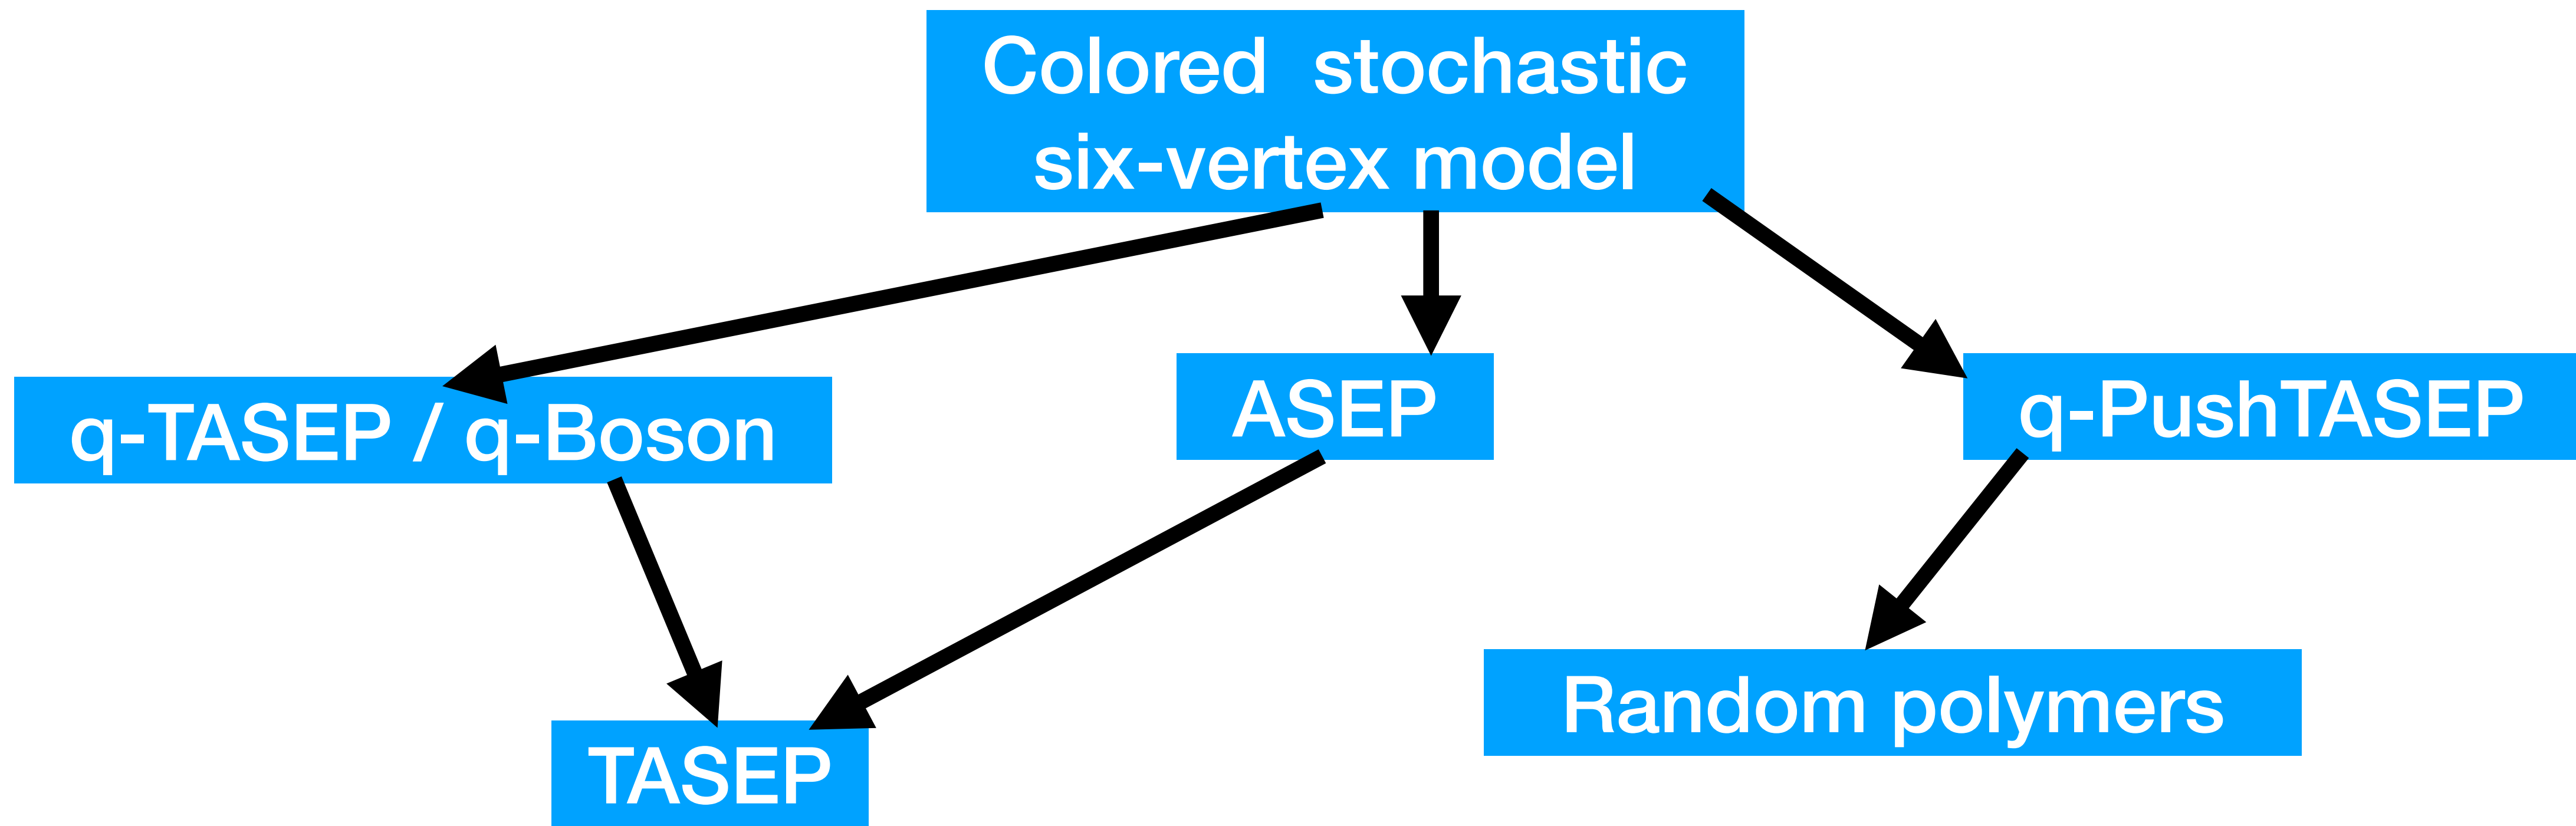 Colored stochastic
six-vertex model
q-TASEP / q-Boson
ASEP
q-PushTASEP
Random polymers
TASEP